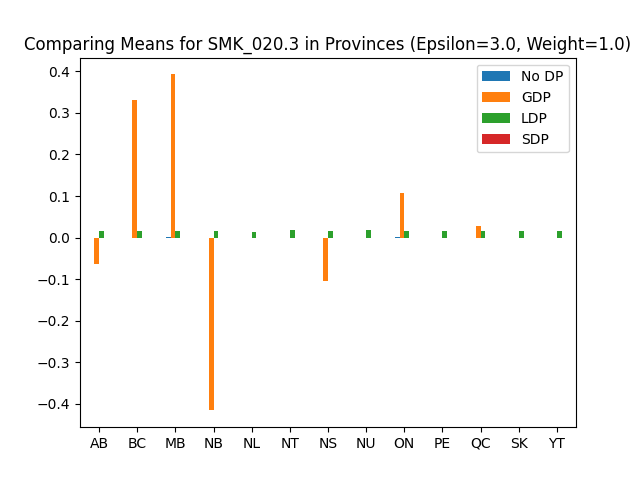 Comparing Means for SMK_020.3 in Provinces (Epsilon=3.0, Weight=1.0)
No DP
GDP
LDP
SDP
0.4
0.3
0.2
0.1
0.0
−0.1
−0.2
−0.3
−0.4
AB BC MB NB NL NT NS NU ON PE QC SK YT